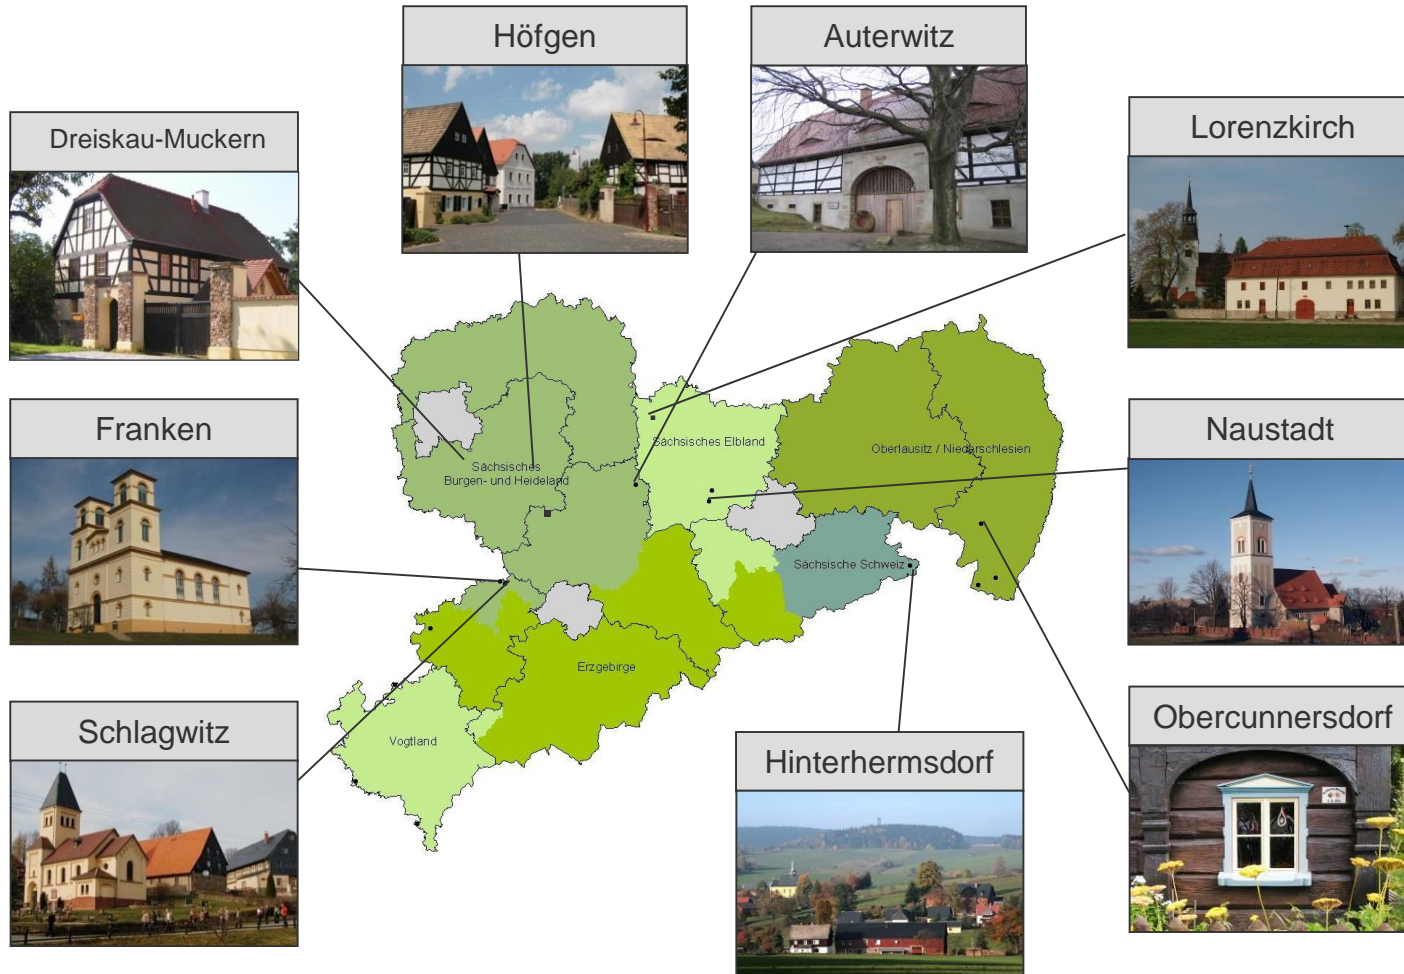 Höfgen
Auterwitz
Dreiskau-Muckern
Lorenzkirch
Franken
Naustadt
Sächsisches Elbland
Oberlausitz / Niederschlesien
Sächsisches
Burgen- und Heideland
Sächsische Schweiz
Erzgebirge
Vogtland
Schlagwitz
Hinterhermsdorf
Obercunnersdorf